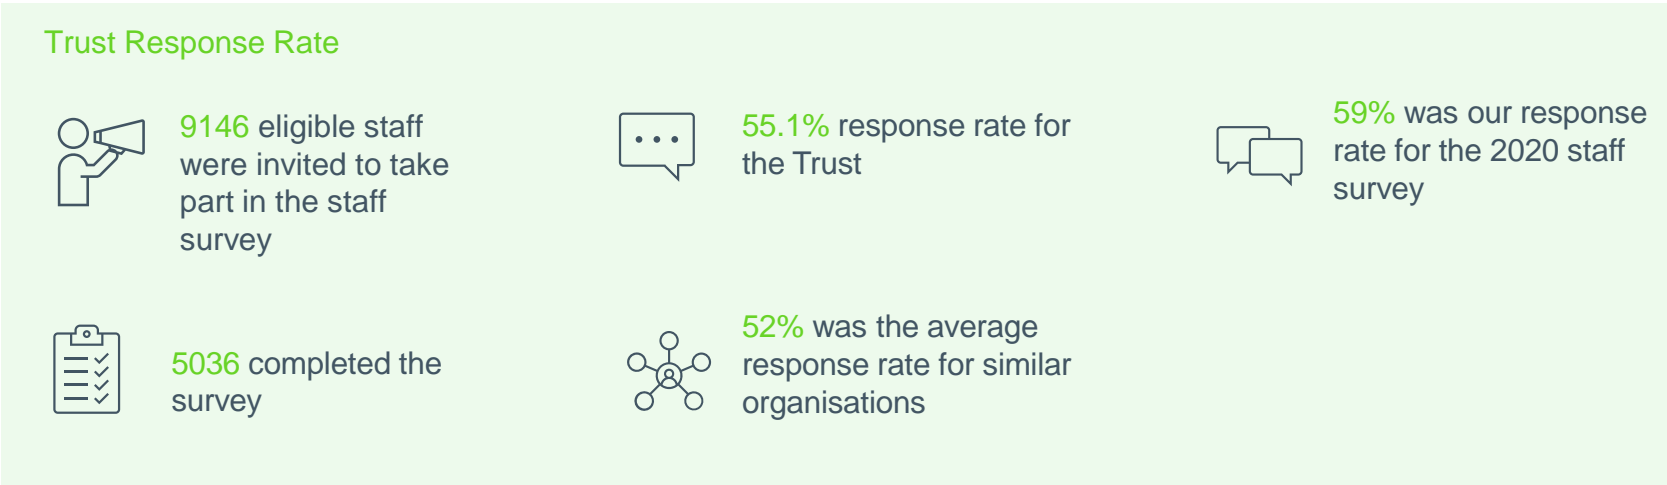 Trust Response Rate
9146 eligible staff
were invited to take
part in the staff
survey
55.1% response rate for
the Trust
59% was our response
rate for the 2020 staff
survey
5036 completed the
survey
52% was the average
response rate for similar
organisations